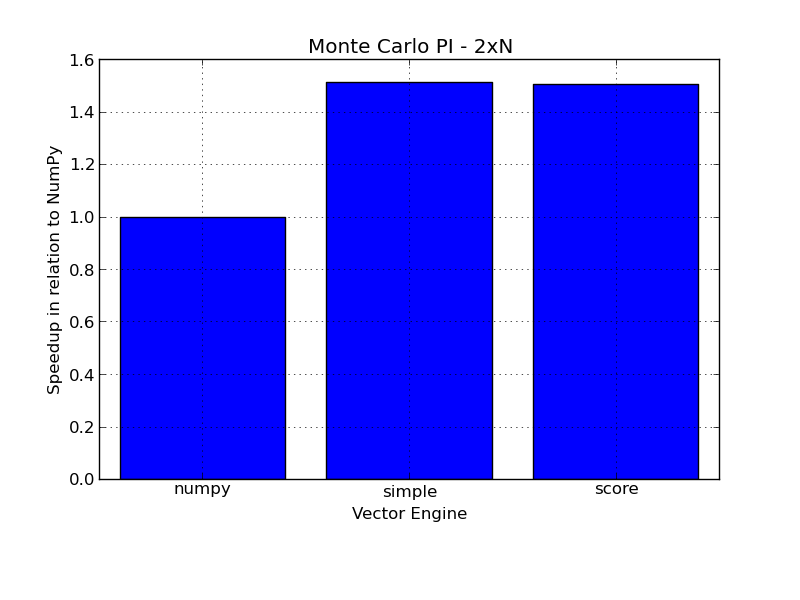 Monte Carlo PI - 2xN
1.6
1.4
1.2
1.0
0.8
0.6
0.4
0.2
0.0
Speedup in relation to NumPy
numpy simple score
Vector Engine